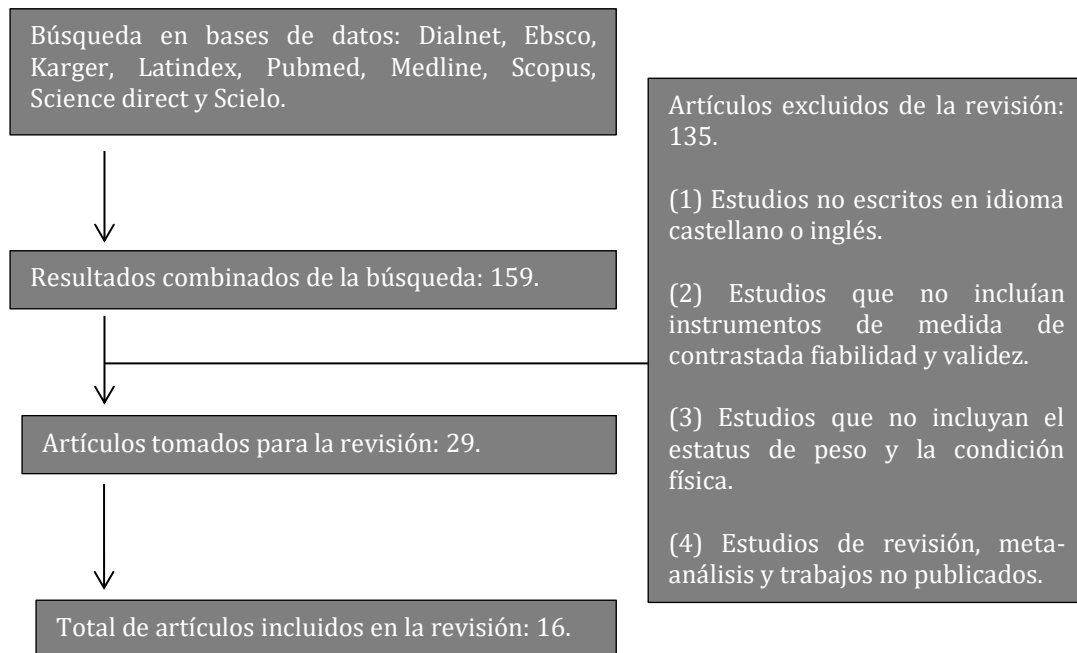 Búsqueda en bases de datos: Dialnet, Ebsco,
Karger, Latindex, Pubmed, Medline, Scopus,
Science direct y Scielo.
Resultados combinados de la búsqueda: 159.
Artículos tomados para la revisión: 29.
Total de artículos incluidos en la revisión: 16.
Artículos excluidos de la revisión:
135.
(1) Estudios no escritos en idioma
castellano o inglés.
(2) Estudios que no incluían
instrumentos de medida de
contrastada fiabilidad y validez.
(3) Estudios que no incluyan el
estatus de peso y la condición
física.
(4) Estudios de revisión, meta-
análisis y trabajos no publicados.